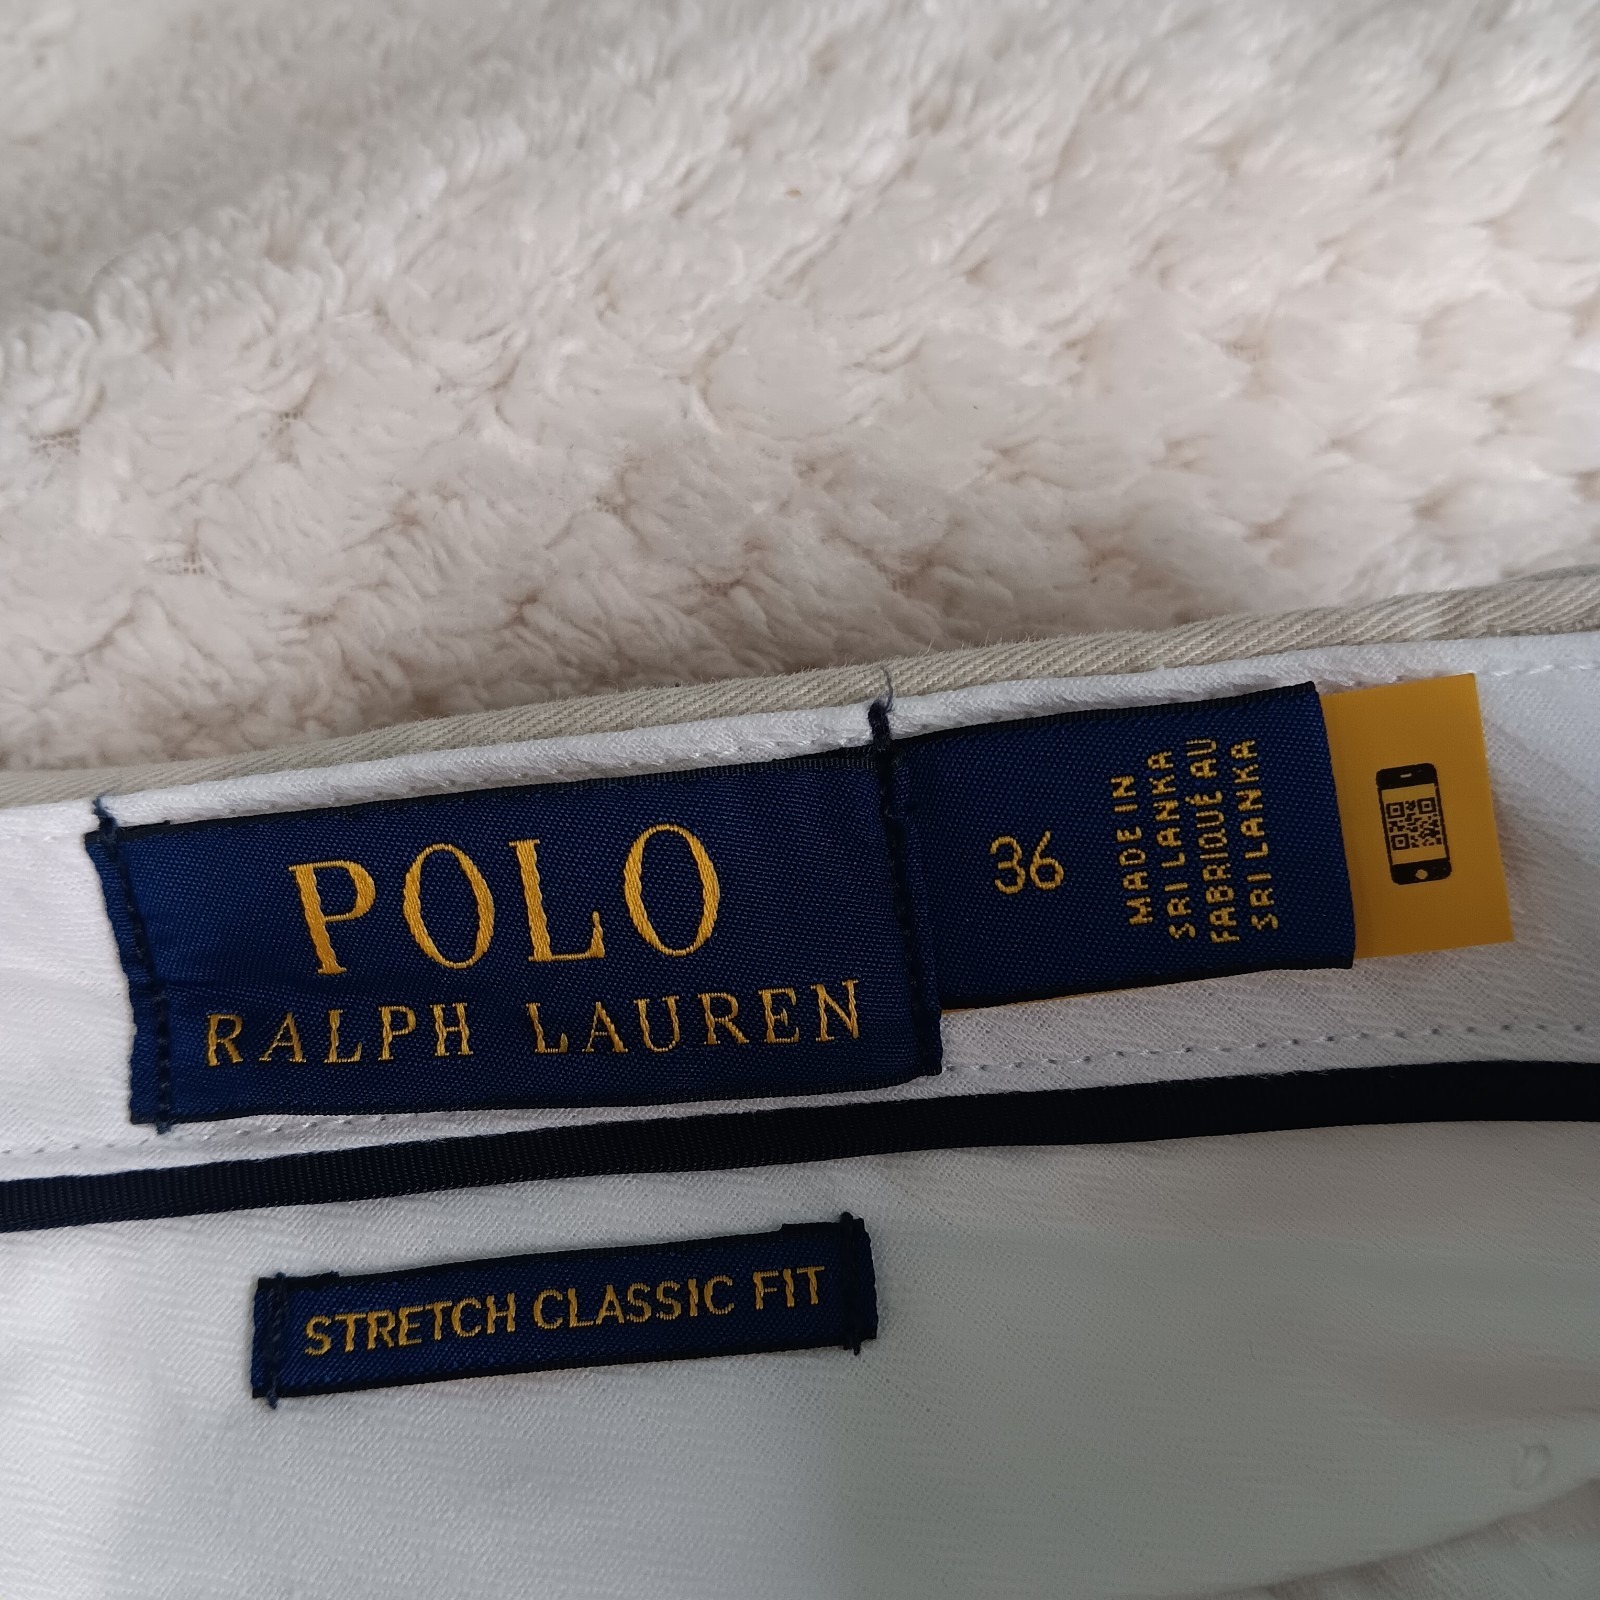 POLO
RALPH LAUREN
36
MADE IN
SRI LANKA
FABRIQUÉ AU
SRI LANKA
STRETCH CLASSIC FIT